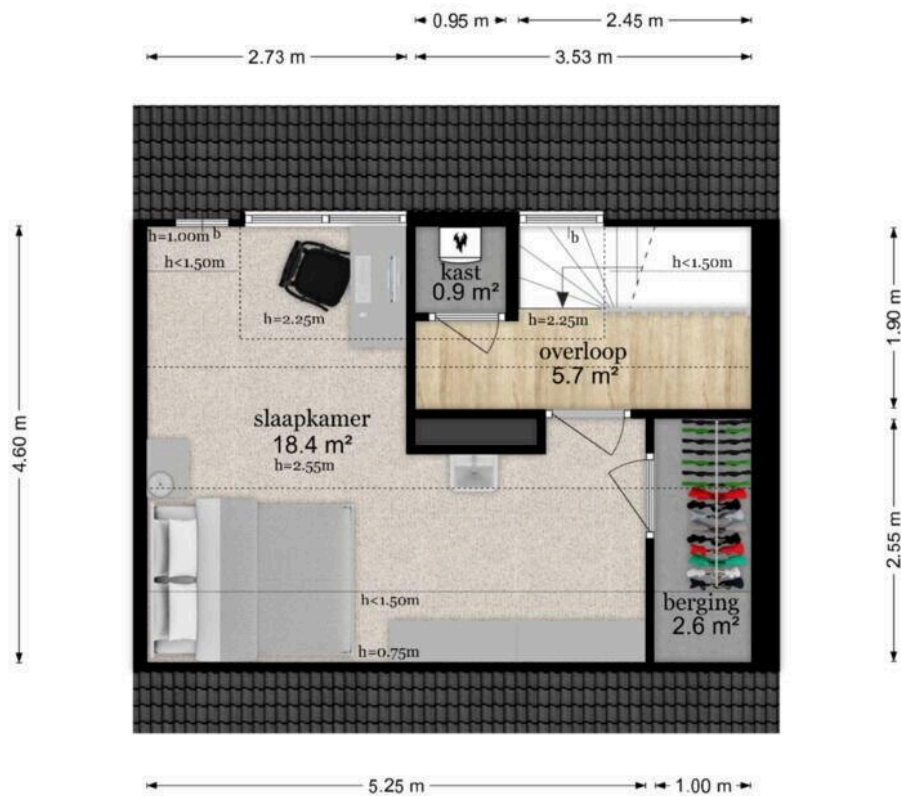 0.95 m
2.45 m
2.73 m
3.53 m
h=1.00m b
h<1.50m
h=2.25m
kast
0.9 m²
b
h<1.50m
h=2.25m
overloop
5.7 m²
1.90 m
4.60 m
slaapkamer
18.4 m²
h=2.55m
2.55 m
h<1.50m
berging
2.6 m²
h=0.75m
5.25 m
1.00 m